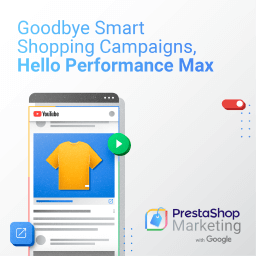 Goodbye Smart
Shopping Campaigns,
Hello Performance Max
YouTube
PrestaShop
Marketing
with Google